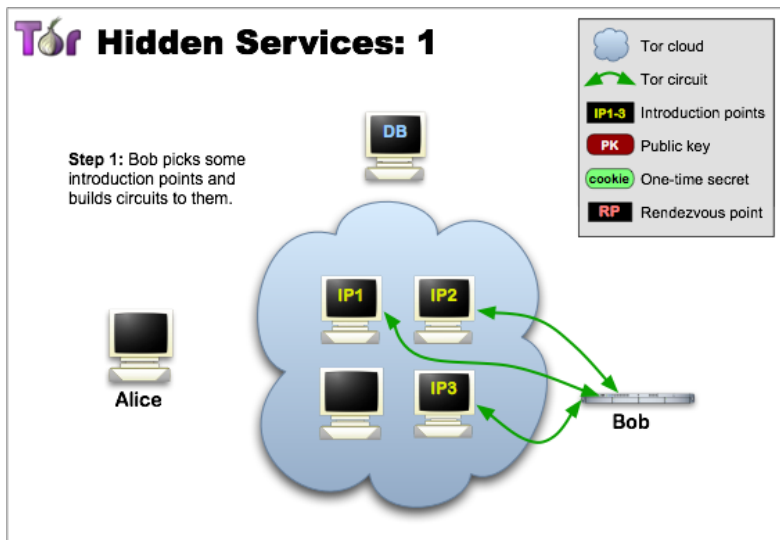 Tor Hidden Services: 1
Tor cloud
Tor circuit
IP1-3 Introduction points
PK Public key
cookie One-time secret
RP Rendezvous point
DB
Step 1: Bob picks some
introduction points and
builds circuits to them.
IP1 IP2
IP3
Alice
Bob